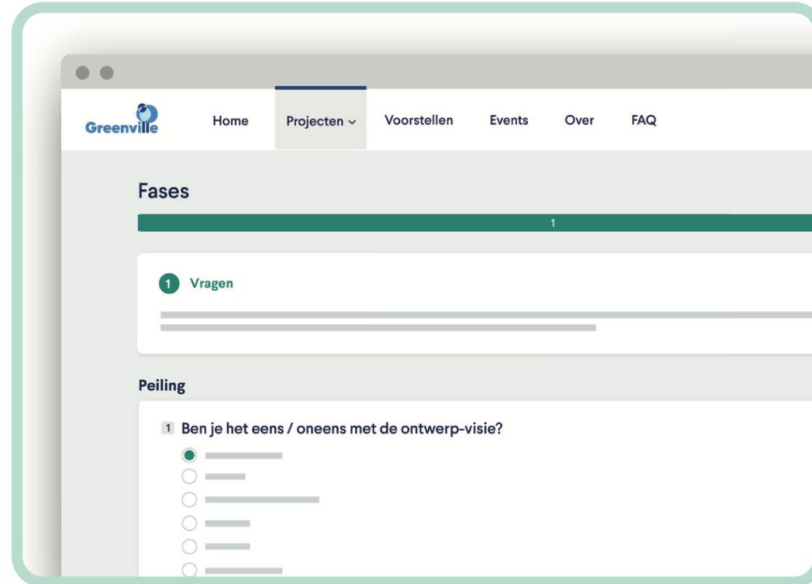 Greenville
Home Projecten Voorstellen Events Over FAQ
Fases
1
1 Vragen
Peiling
1 Ben je het eens / oneens met de ontwerp-visie?